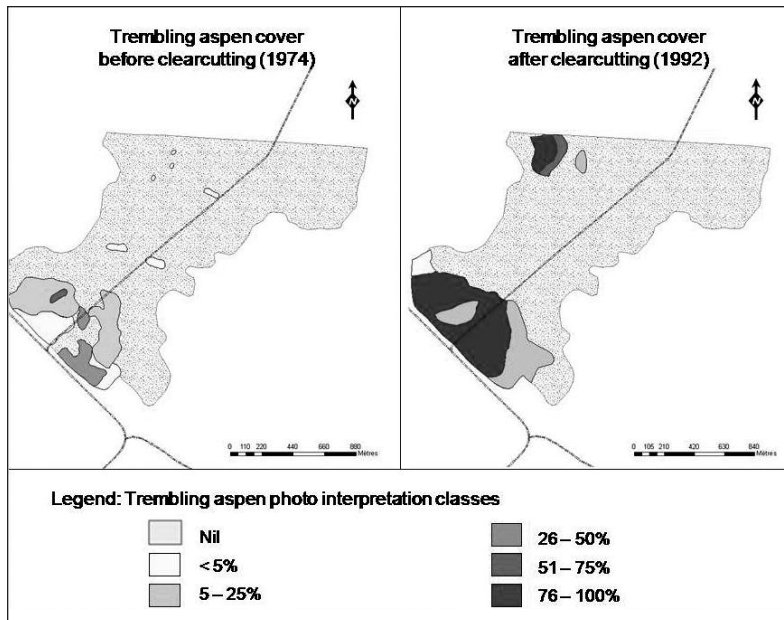 Trembling aspen cover
before clearcutting (1974)
N
0 110 220 440 660 880
Mètres
Trembling aspen cover
after clearcutting (1992)
N
0 105 210 420 630 840
Mètres
Legend: Trembling aspen photo interpretation classes
Nil
< 5%
5 – 25%
26 – 50%
51 – 75%
76 – 100%